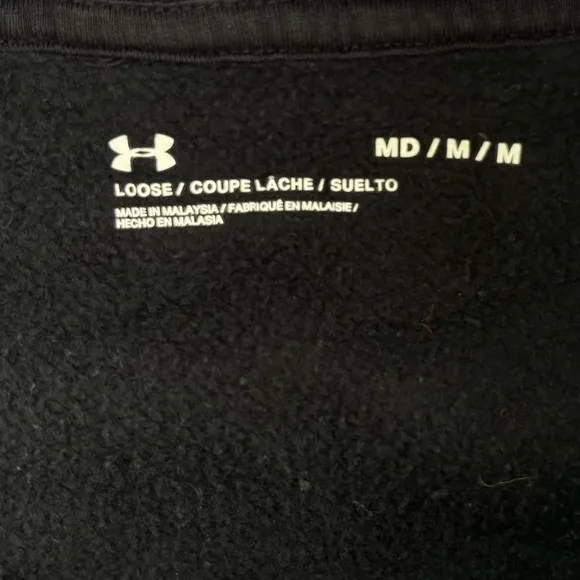 MD / M / M
LOOSE / COUPE LÂCHE / SUELTO
MADE IN MALAYSIA / FABRIQUÉ EN MALAISIE /
HECHO EN MALASIA